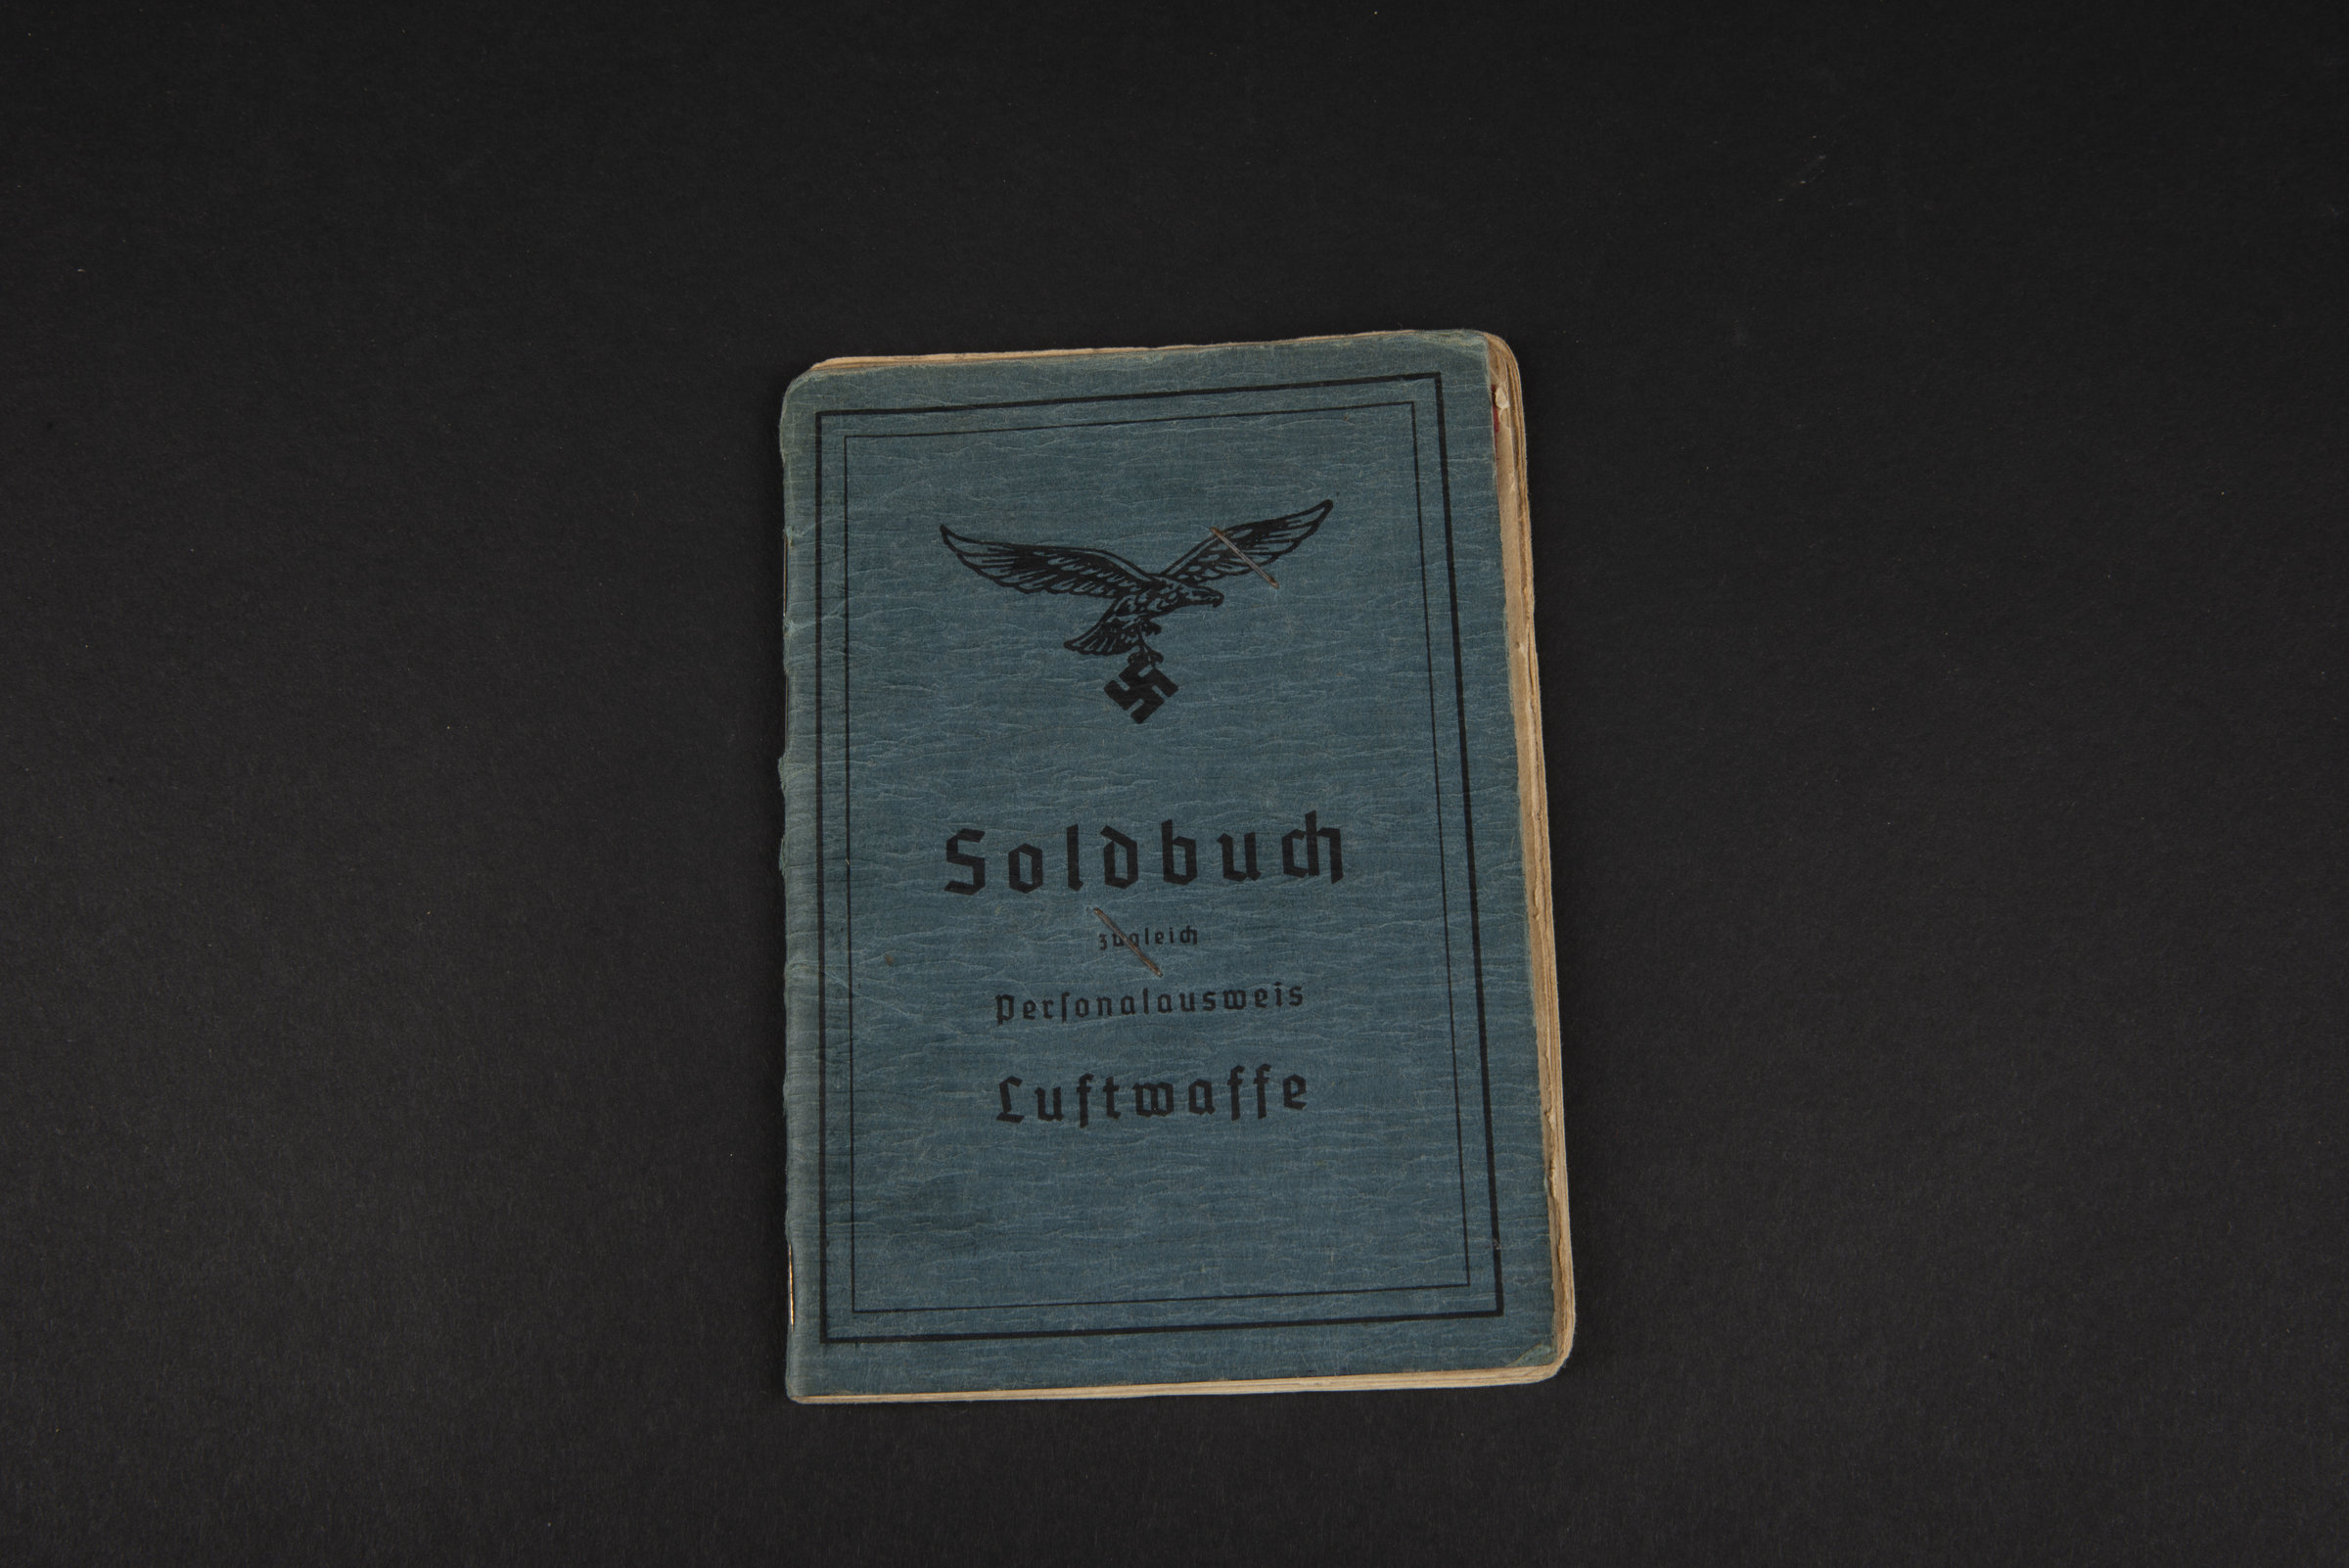 Soldbuch
zugleich
Perſonalausweis
Luftwaffe